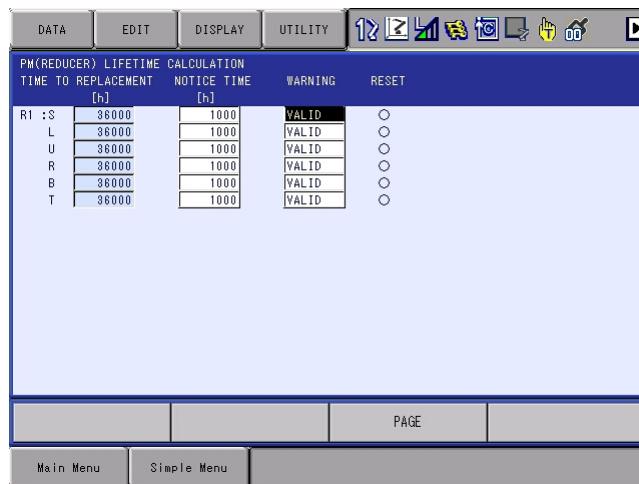 DATA EDIT DISPLAY UTILITY
PM(REDUCER) LIFETIME CALCULATION
TIME TO REPLACEMENT NOTICE TIME WARNING RESET
[h] [h]
R1 :S 36000 1000 VALID
L 36000 1000 VALID
U 36000 1000 VALID
R 36000 1000 VALID
B 36000 1000 VALID
T 36000 1000 VALID
PAGE
Main Menu Simple Menu